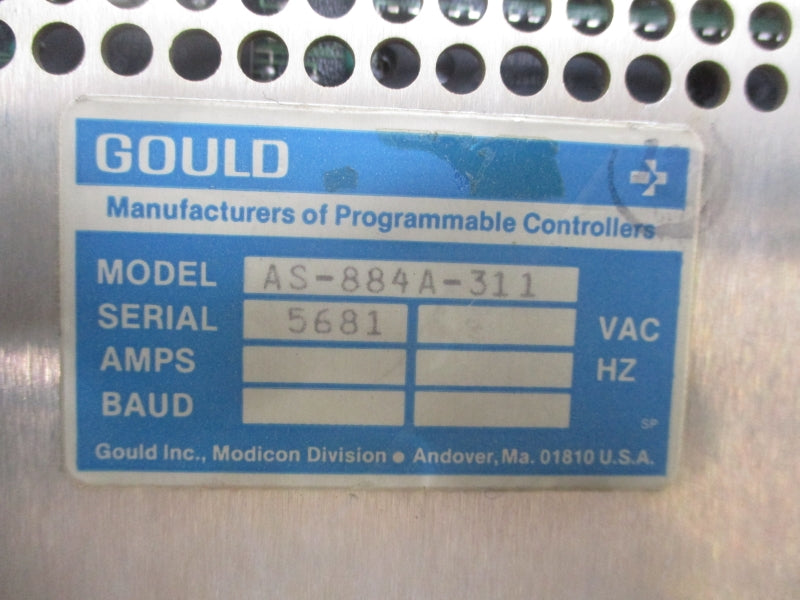 GOULD
Manufacturers of Programmable Controllers
MODEL AS-884A-311
SERIAL 5681 VAC
AMPS HZ
BAUD
SP
Gould Inc., Modicon Division ● Andover, Ma. 01810 U.S.A.